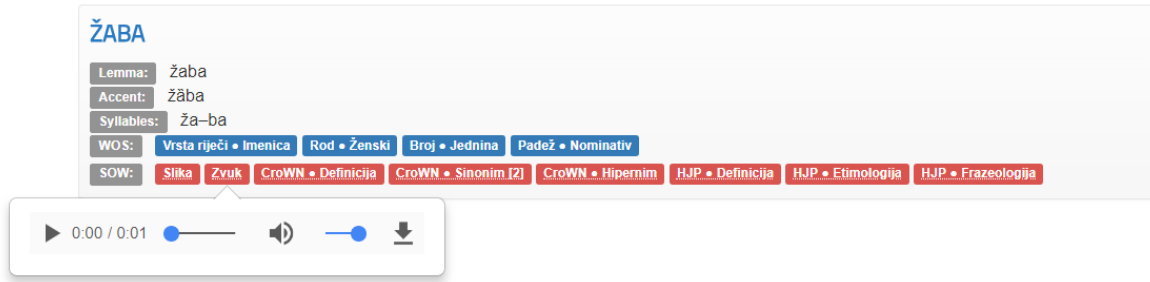 ŽABA
Lemma: žaba
Accent: žȁba
Syllables: ža–ba
WOS: Vrsta riječi • Imenica Rod • Ženski Broj • Jednina Padež • Nominativ
SOW: Slika Zvuk CroWN • Definicija CroWN • Sinonim [2] CroWN • Hipernim HJP • Definicija HJP • Etimologija HJP • Frazeologija
0:00 / 0:01